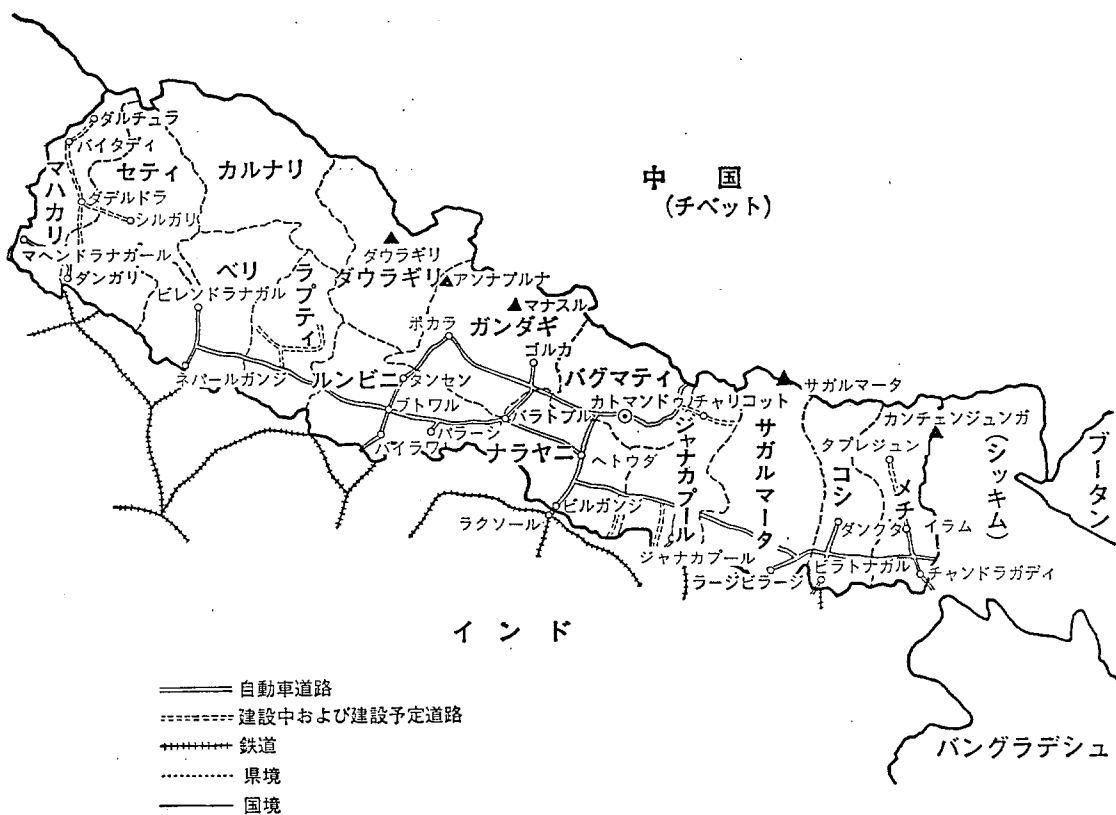 ダルチュラ
バイタディ
マハカリ
セティ
カルナリ
ダデルドラ
シルガリ
マヘンドラナガール
ダンガリ
ベリ
ビレンドラナガル
ラプティ
ダウラギリ
ダウラギリ
アンナプルナ
マナスル
ポカラ
ガンダギ
ゴルカ
中国
(チベット)
ネパールガンジ
ルンビニ
タンセン
ブトワル
バイラワ
パラーシ
バラトプル
ナラヤニ
バグマティ
カトマンドゥ
チャリコット
ヘトウダ
ジャナカプール
サガルマータ
サガルマータ
カンチェンジュンガ
タプレジュン
コシ
メチ
(シッキム)
ブータン
ラクソール
ビルガンジ
ジャナカプール
ラージビラージ
ダンクタ
イラム
ビラトナガル
チャンドラガディ
インド
バングラデシュ
自動車道路
建設中および建設予定道路
鉄道
県境
国境